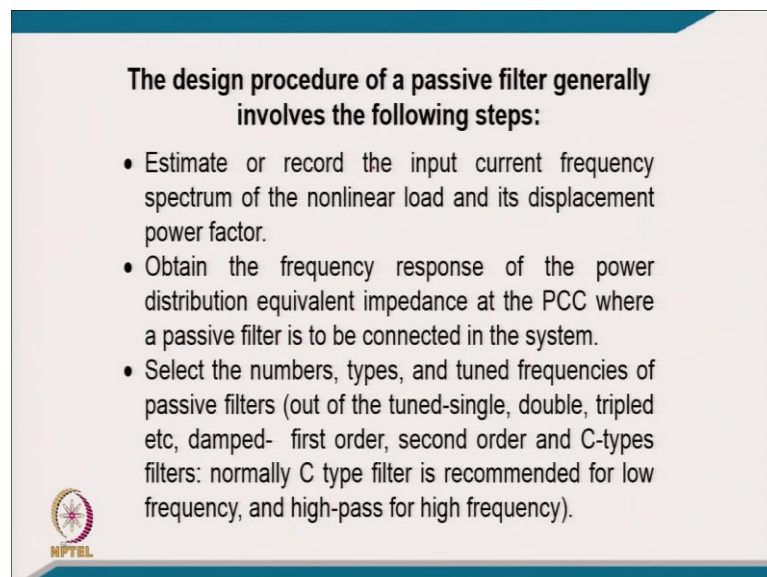 The design procedure of a passive filter generally
involves the following steps:
• Estimate or record the input current frequency
spectrum of the nonlinear load and its displacement
power factor.
• Obtain the frequency response of the power
distribution equivalent impedance at the PCC where
a passive filter is to be connected in the system.
• Select the numbers, types, and tuned frequencies of
passive filters (out of the tuned-single, double, tripled
etc, damped- first order, second order and C-types
filters: normally C type filter is recommended for low
frequency, and high-pass for high frequency).
NPTEL